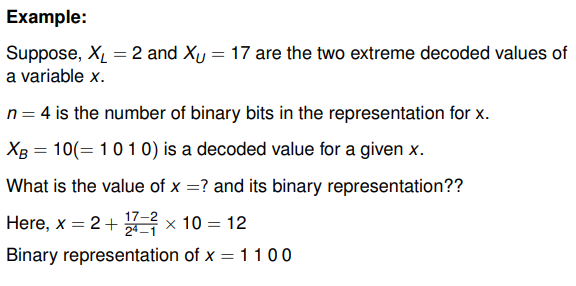 Example:
Suppose, X_L = 2 and X_U = 17 are the two extreme decoded values of
a variable x.
n = 4 is the number of binary bits in the representation for x.
X_B = 10(= 1 0 1 0) is a decoded value for a given x.
What is the value of x =? and its binary representation??
Here, x = 2 + \frac{17-2}{2^4-1} × 10 = 12
Binary representation of x = 1 1 0 0